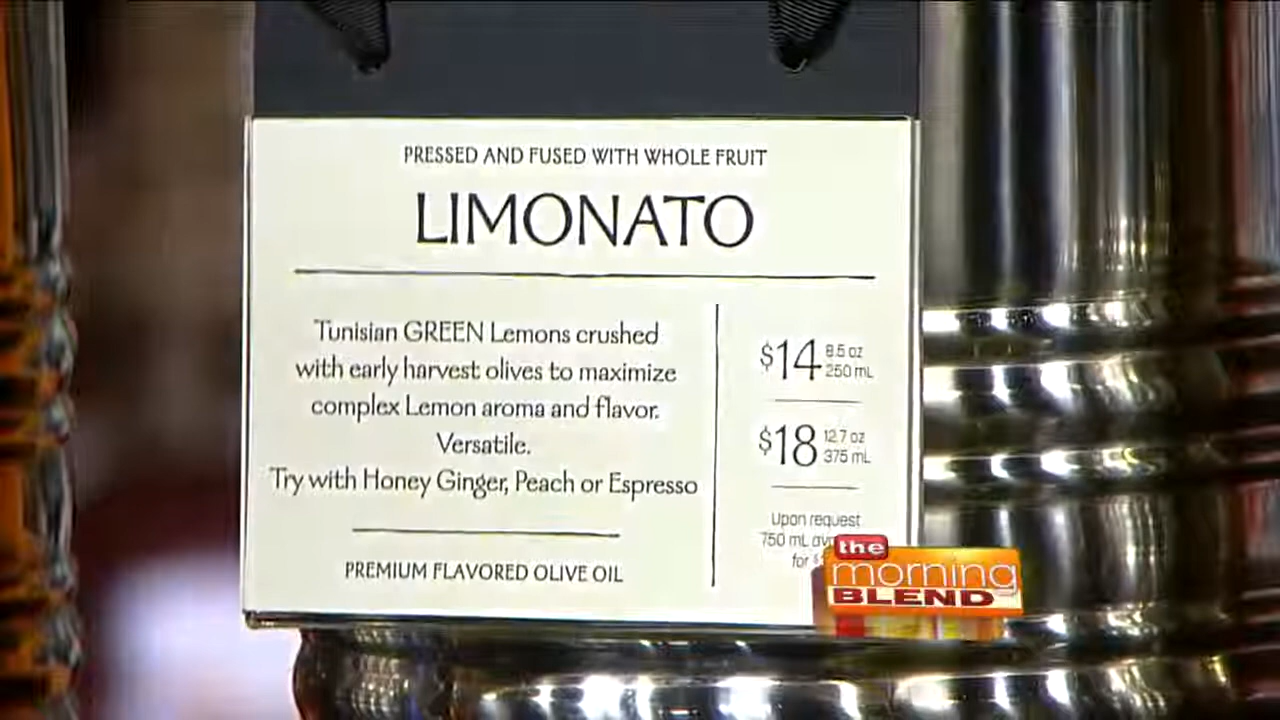 PRESSED AND FUSED WITH WHOLE FRUIT
LIMONATO
Tunisian GREEN Lemons crushed
with early harvest olives to maximize
complex Lemon aroma and flavor.
Versatile.
Try with Honey Ginger, Peach or Espresso
PREMIUM FLAVORED OLIVE OIL
$14 8.5 oz
250 mL
$18 12.7 oz
375 mL
Upon request
750 mL
for
the
morning
BLEND